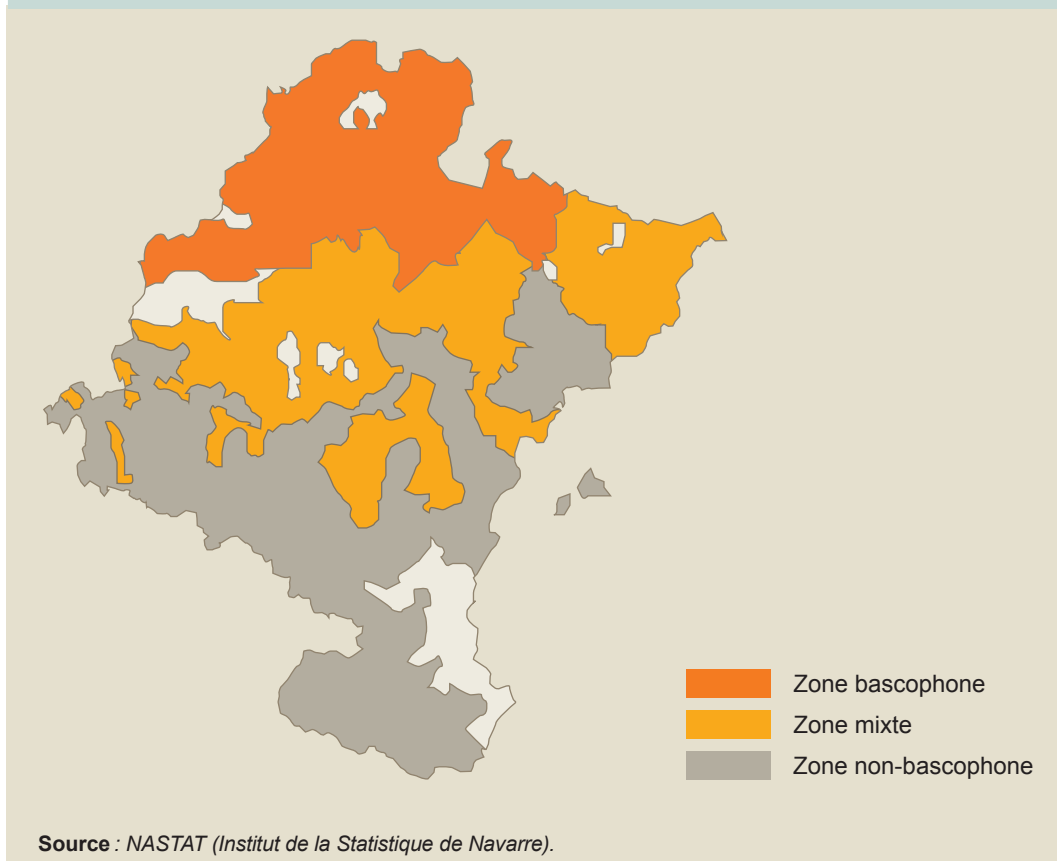 Zone bascophone
Zone mixte
Zone non-bascophone
Source : NASTAT (Institut de la Statistique de Navarre).